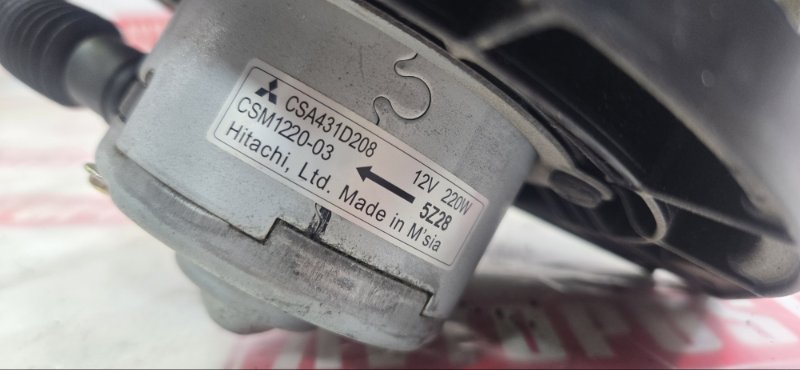 CSA431D208
CSM1220-03 12V 220W
Hitachi, Ltd. 5Z28
Made in M'sia